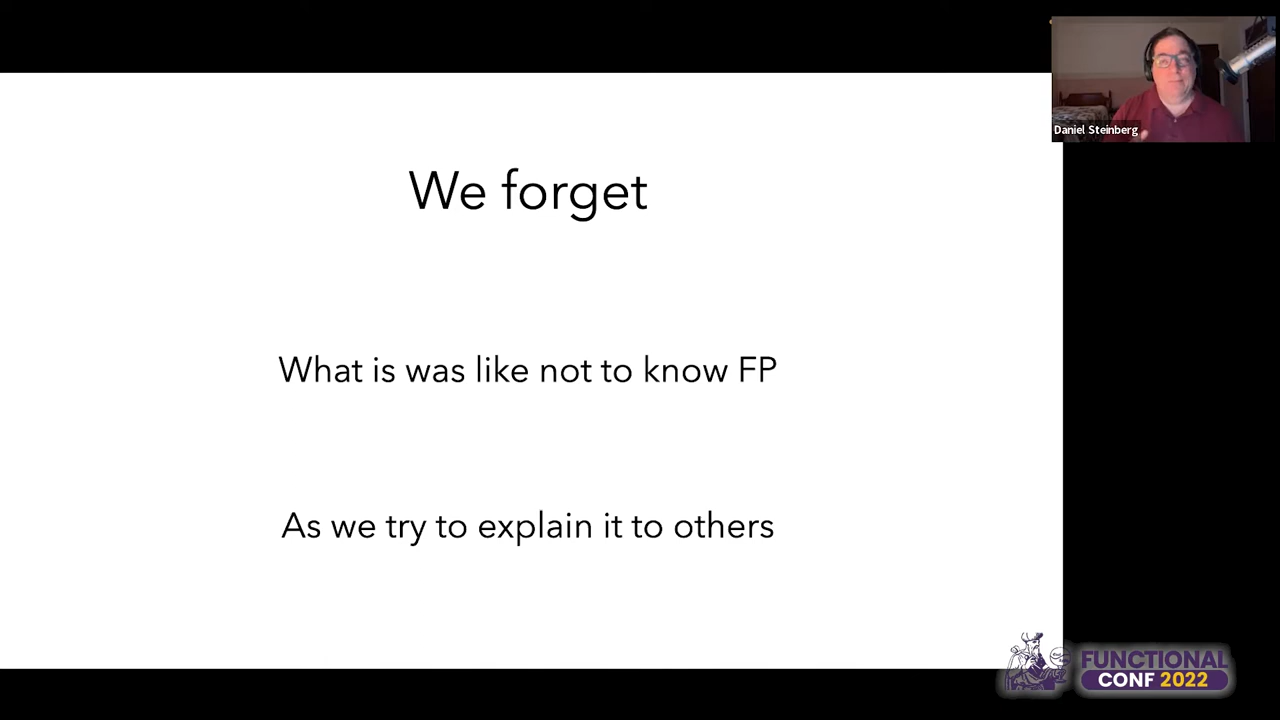 We forget
What is was like not to know FP
As we try to explain it to others
Daniel Steinberg
FUNCTIONAL
CONF 2022